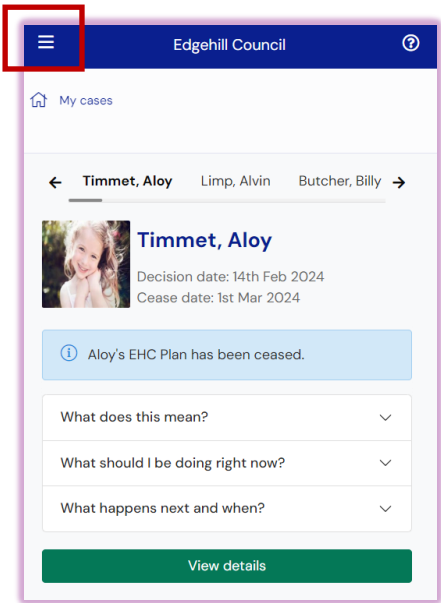 Edgehill Council
My cases
Timmet, Aloy Limp, Alvin Butcher, Billy
Timmet, Aloy
Decision date: 14th Feb 2024
Cease date: 1st Mar 2024
Aloy's EHC Plan has been ceased.
What does this mean?
What should I be doing right now?
What happens next and when?
View details